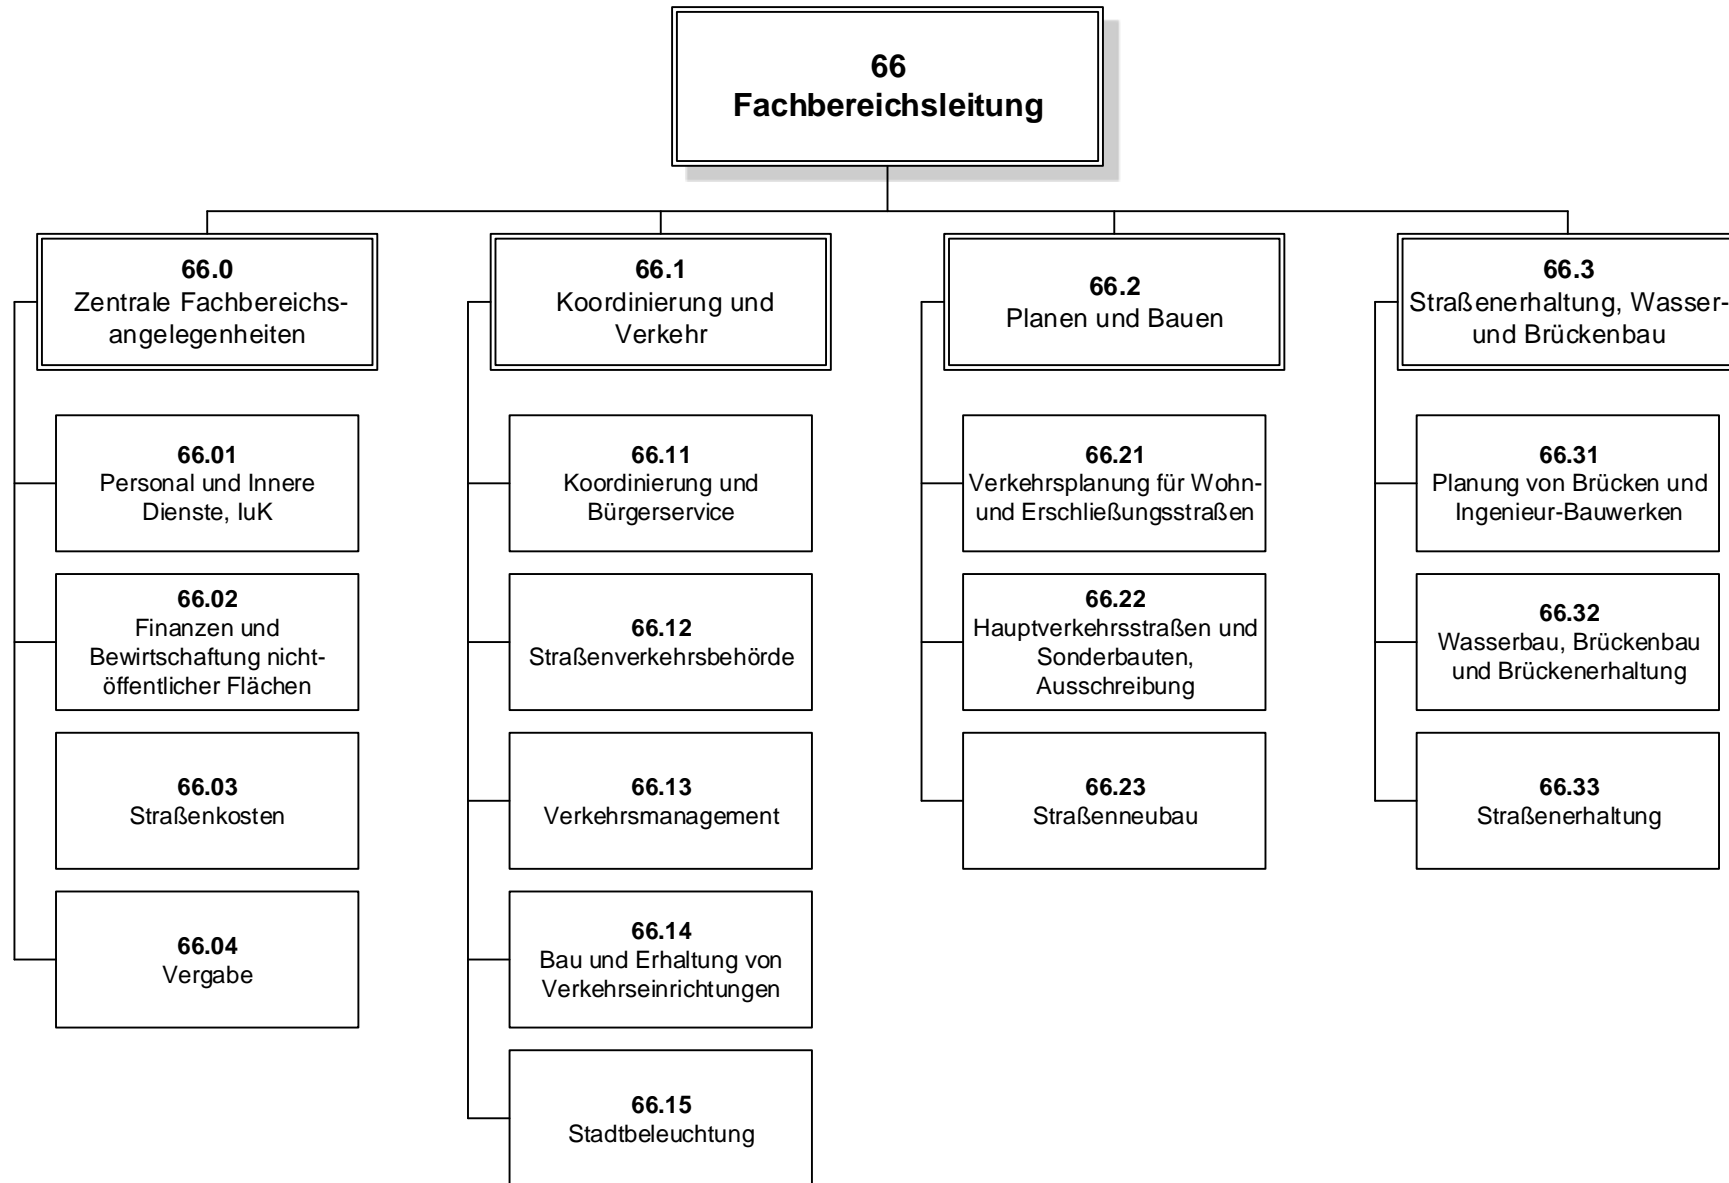 66
Fachbereichsleitung
66.0
Zentrale Fachbereichs-
angelegenheiten
66.01
Personal und Innere
Dienste, IuK
66.02
Finanzen und
Bewirtschaftung nicht-
öffentlicher Flächen
66.03
Straßenkosten
66.04
Vergabe
66.1
Koordinierung und
Verkehr
66.11
Koordinierung und
Bürgerservice
66.12
Straßenverkehrsbehörde
66.13
Verkehrsmanagement
66.14
Bau und Erhaltung von
Verkehrseinrichtungen
66.15
Stadtbeleuchtung
66.2
Planen und Bauen
66.21
Verkehrsplanung für Wohn-
und Erschließungsstraßen
66.22
Hauptverkehrsstraßen und
Sonderbauten,
Ausschreibung
66.23
Straßenneubau
66.3
Straßenerhaltung, Wasser-
und Brückenbau
66.31
Planung von Brücken und
Ingenieur-Bauwerken
66.32
Wasserbau, Brückenbau
und Brückenerhaltung
66.33
Straßenerhaltung